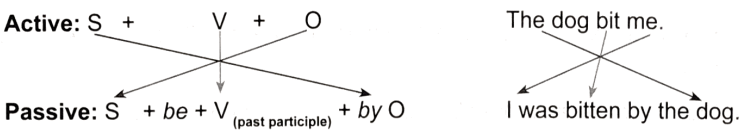 Active: S + V + O
The dog bit me.
Passive: S + be + V (past participle) + by O
I was bitten by the dog.